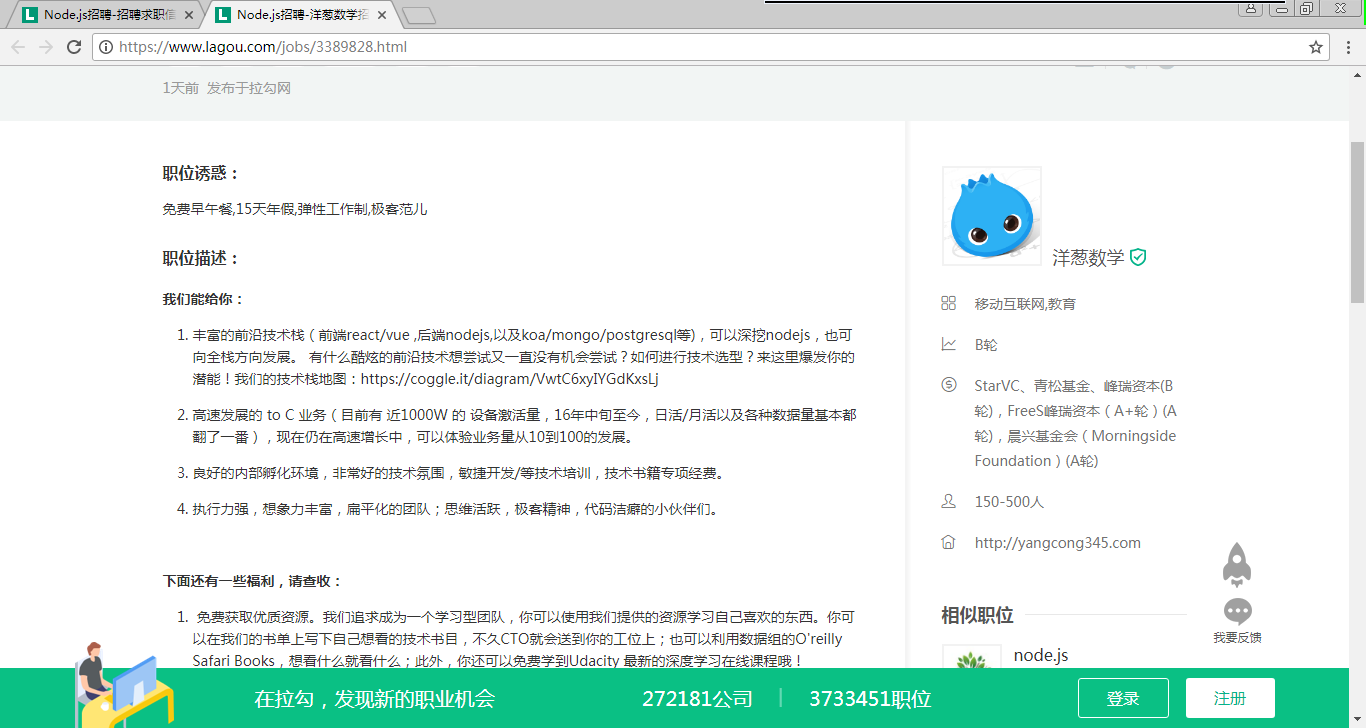 Node.js招聘-招聘求职信
Node.js招聘-洋葱数学招
https://www.lagou.com/jobs/3389828.html
1天前 发布于拉勾网
职位诱惑：
免费早午餐,15天年假,弹性工作制,极客范儿
职位描述：
我们能给你：
1. 丰富的前沿技术栈（前端react/vue ,后端nodejs,以及koa/mongo/postgresql等)，可以深挖nodejs，也可
向全栈方向发展。 有什么酷炫的前沿技术想尝试又一直没有机会尝试？如何进行技术选型？来这里爆发你的
潜能！我们的技术栈地图：https://coggle.it/diagram/VwtC6xyIYGdKxsLj
2. 高速发展的 to C 业务（目前有 近1000W 的 设备激活量，16年中旬至今，日活/月活以及各种数据量基本都
翻了一番），现在仍在高速增长中，可以体验业务量从10到100的发展。
3. 良好的内部孵化环境，非常好的技术氛围，敏捷开发/等技术培训，技术书籍专项经费。
4. 执行力强，想象力丰富，扁平化的团队；思维活跃，极客精神，代码洁癖的小伙伴们。
下面还有一些福利，请查收：
1. 免费获取优质资源。我们追求成为一个学习型团队，你可以使用我们提供的资源学习自己喜欢的东西。你可
以在我们的书单上写下自己想看的技术书目，不久CTO就会送到你的工位上；也可以利用数据组的O'reilly
Safari Books，想看什么就看什么；此外，你还可以免费学到Udacity 最新的深度学习在线课程哦！
洋葱数学
移动互联网,教育
B轮
StarVC、青松基金、峰瑞资本(B
轮)，FreeS峰瑞资本（A+轮）(A
轮)，晨兴基金会（Morningside
Foundation）(A轮)
150-500人
http://yangcong345.com
相似职位
node.js
我要反馈
在拉勾，发现新的职业机会
272181公司
3733451职位
登录
注册